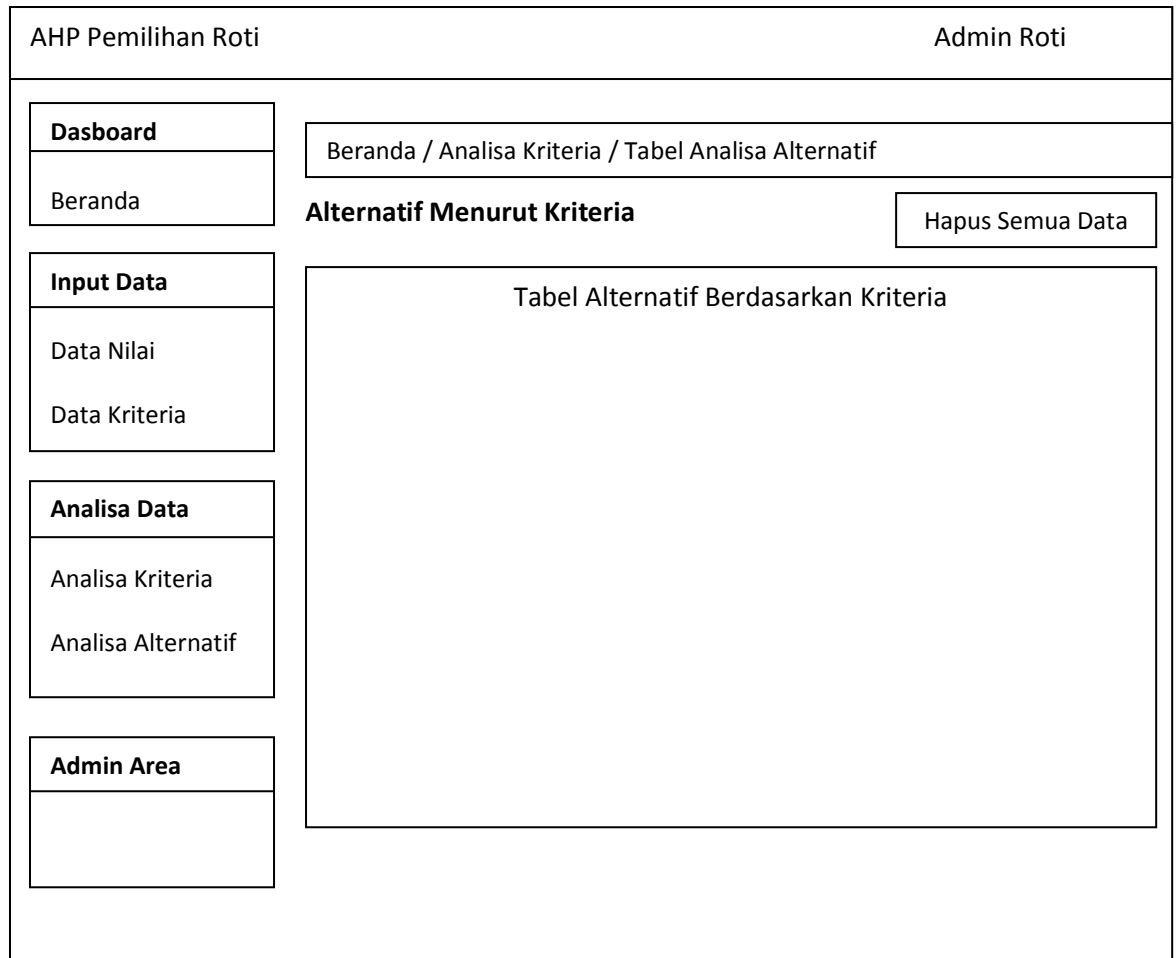 AHP Pemilihan Roti
Admin Roti
Dasboard
Beranda
Input Data
Data Nilai
Data Kriteria
Analisa Data
Analisa Kriteria
Analisa Alternatif
Admin Area
Beranda / Analisa Kriteria / Tabel Analisa Alternatif
Alternatif Menurut Kriteria
Hapus Semua Data
Tabel Alternatif Berdasarkan Kriteria